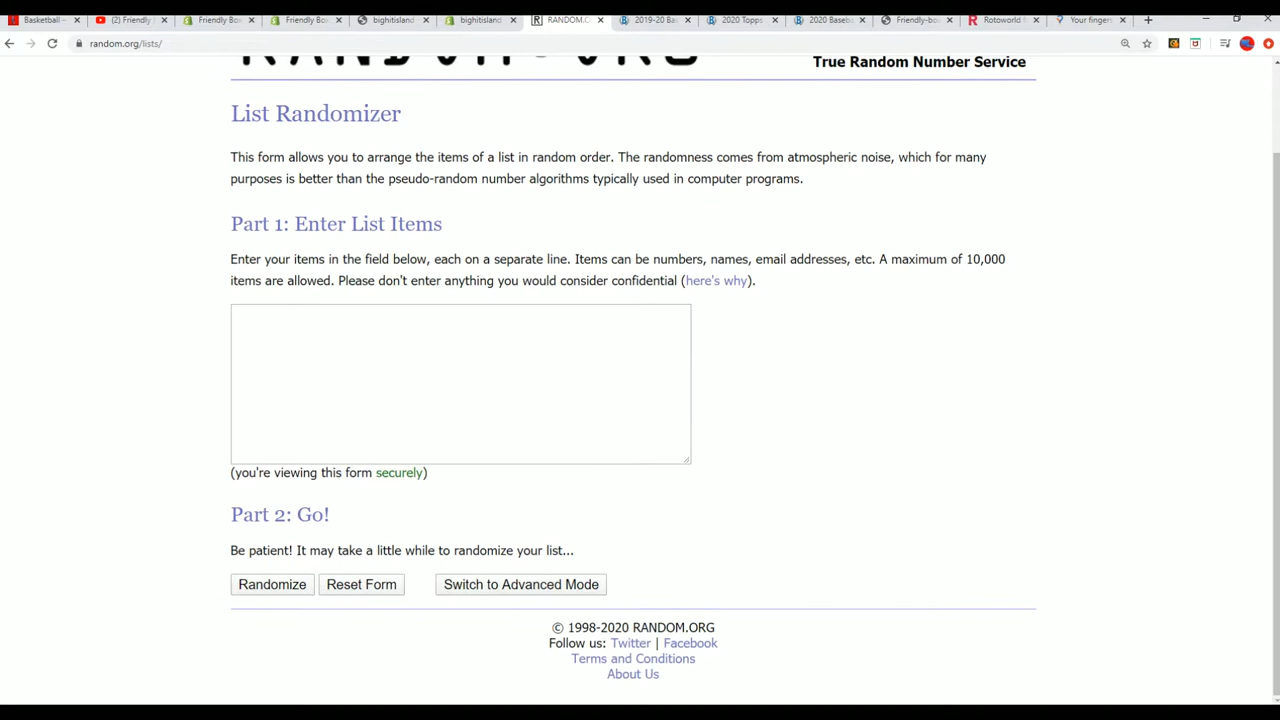 Basketball –
(2) Friendly
Friendly Bo
Friendly Bo
bighitisland
bighitisland
RANDOM.O
2019-20 Ba
2020 Topps
2020 Baseb
Friendly-bo
Rotoworld
Your finger
random.org/lists/
RANDOM.ORG
True Random Number Service
List Randomizer
This form allows you to arrange the items of a list in random order. The randomness comes from atmospheric noise, which for many
purposes is better than the pseudo-random number algorithms typically used in computer programs.
Part 1: Enter List Items
Enter your items in the field below, each on a separate line. Items can be numbers, names, email addresses, etc. A maximum of 10,000
items are allowed. Please don't enter anything you would consider confidential (here's why).
(you're viewing this form securely)
Part 2: Go!
Be patient! It may take a little while to randomize your list...
Randomize
Reset Form
Switch to Advanced Mode
© 1998-2020 RANDOM.ORG
Follow us: Twitter | Facebook
Terms and Conditions
About Us